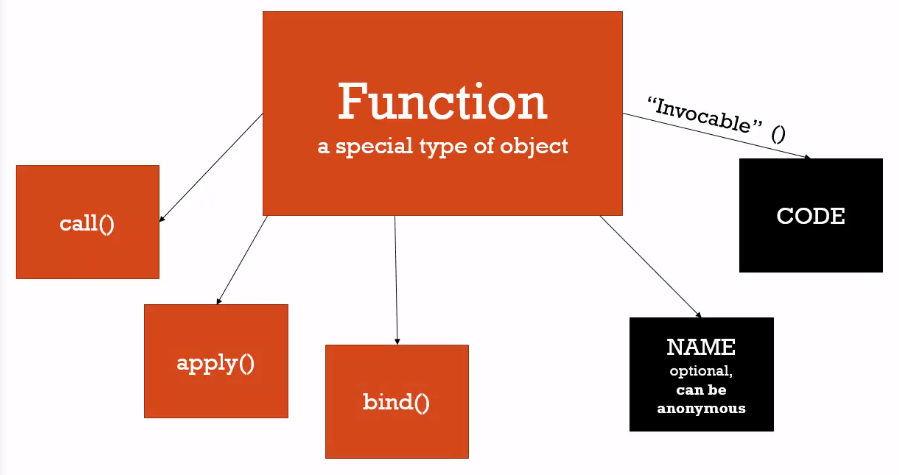 Function
a special type of object
“Invocable” ()
call()
CODE
apply()
bind()
NAME
optional,
can be
anonymous